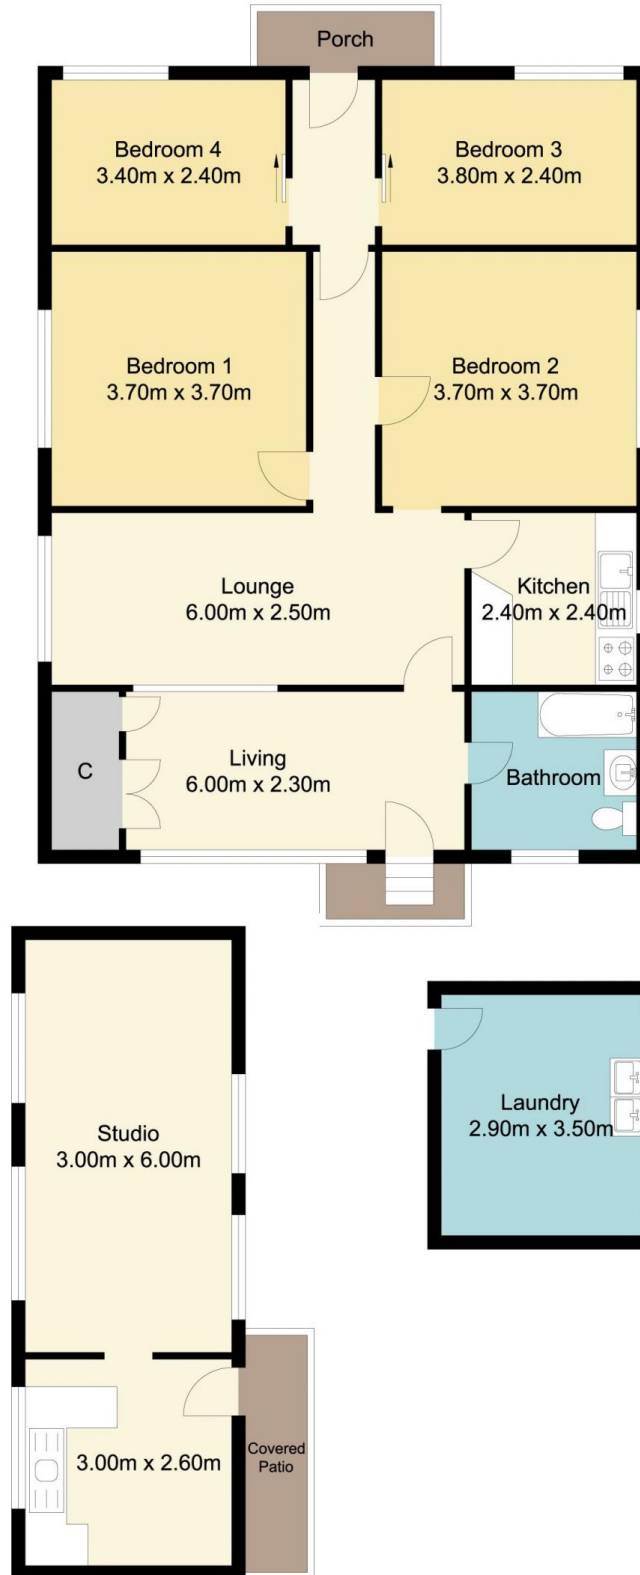 Porch
Bedroom 4
3.40m x 2.40m
Bedroom 3
3.80m x 2.40m
Bedroom 1
3.70m x 3.70m
Bedroom 2
3.70m x 3.70m
Lounge
6.00m x 2.50m
Kitchen
2.40m x 2.40m
C
Living
6.00m x 2.30m
Bathroom
Studio
3.00m x 6.00m
Laundry
2.90m x 3.50m
3.00m x 2.60m
Covered
Patio